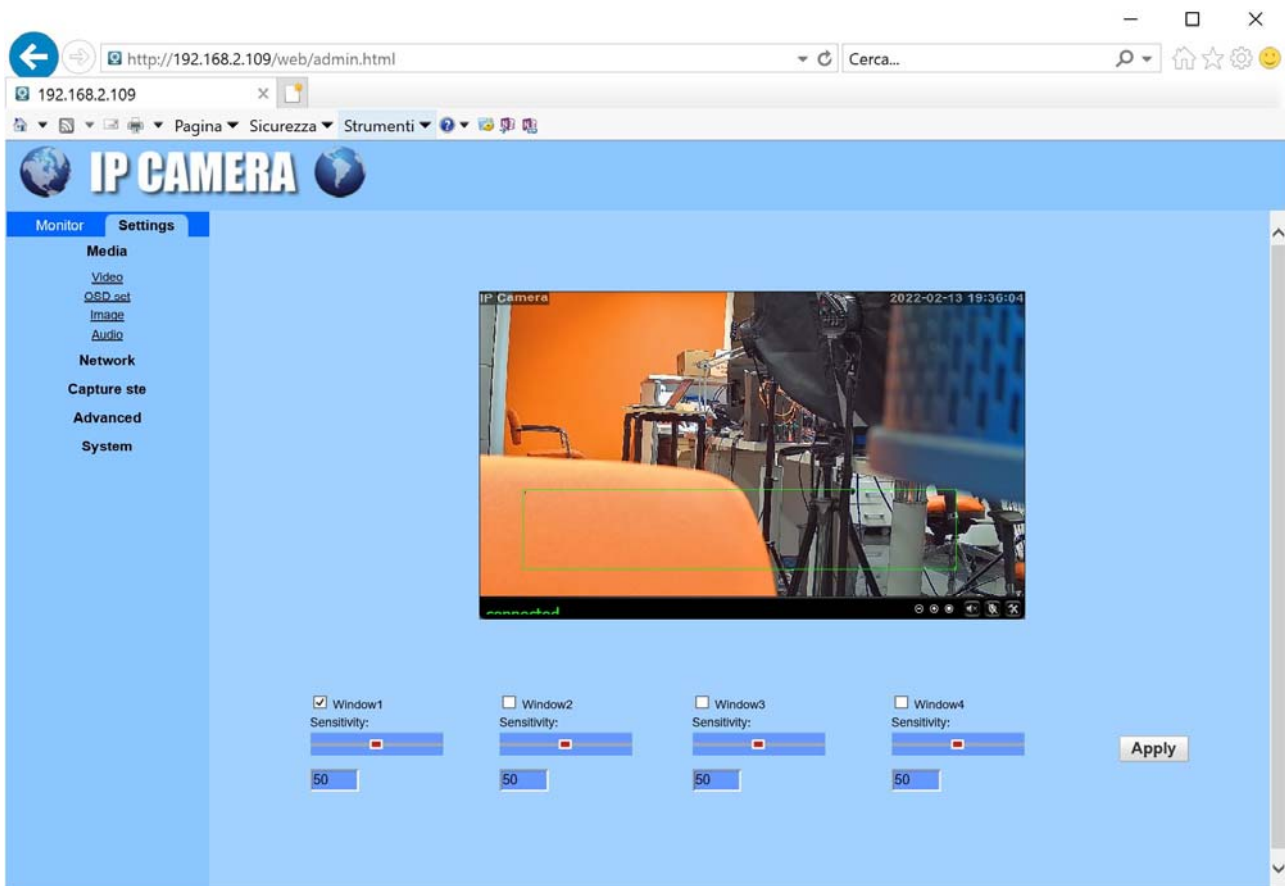 http://192.168.2.109/web/admin.html
Cerca...
192.168.2.109
Pagina Sicurezza Strumenti
IP CAMERA
Monitor Settings
Media
Video
OSD set
Image
Audio
Network
Capture ste
Advanced
System
IP Camera 2022-02-13 19:36:04
connected
Window1 Window2 Window3 Window4
Sensitivity: Sensitivity: Sensitivity: Sensitivity:
50 50 50 50
Apply